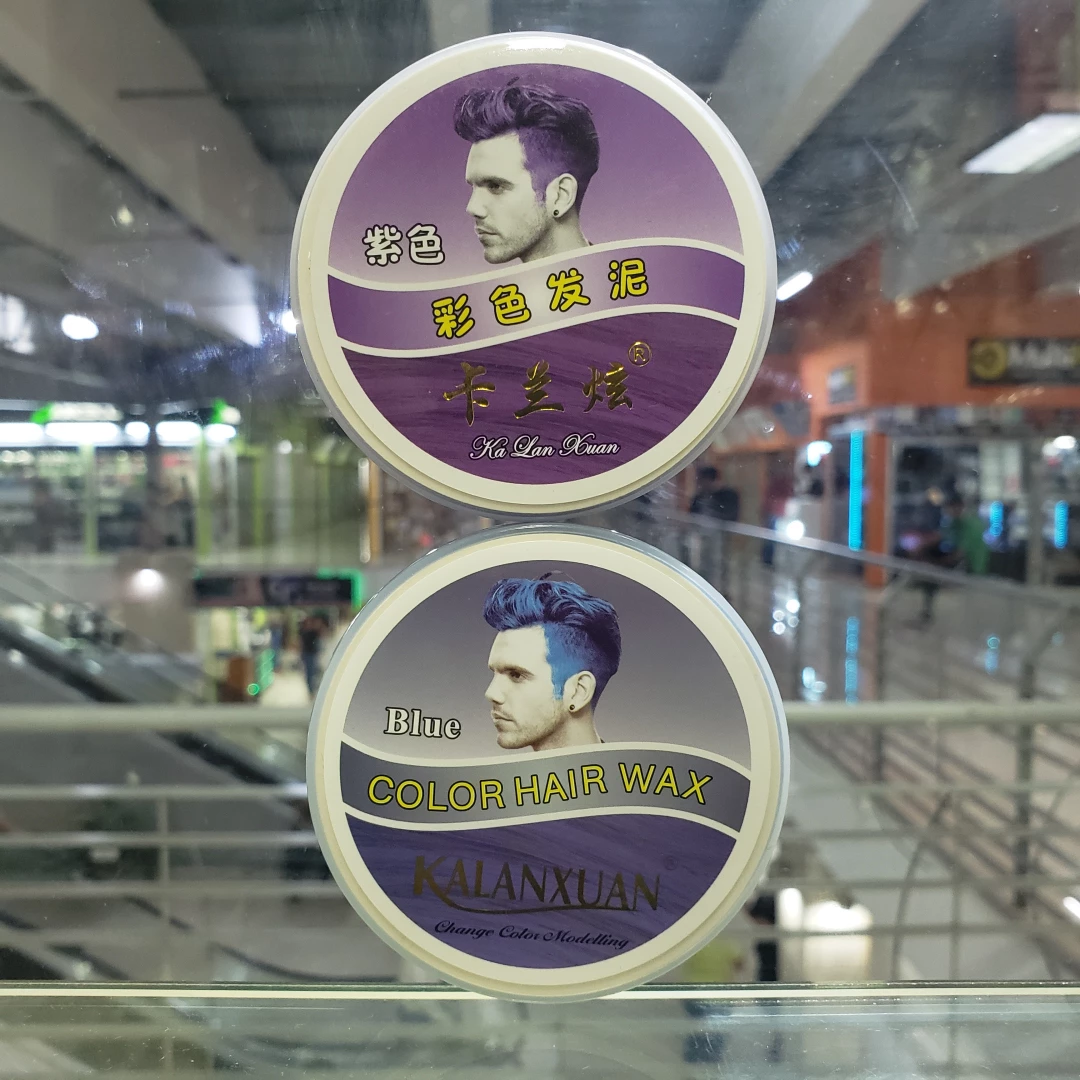 紫色
彩色发泥
卡兰炫®
Ka Lan Xuan
Blue
COLOR HAIR WAX
KALANXUAN®
Change Color Modelling